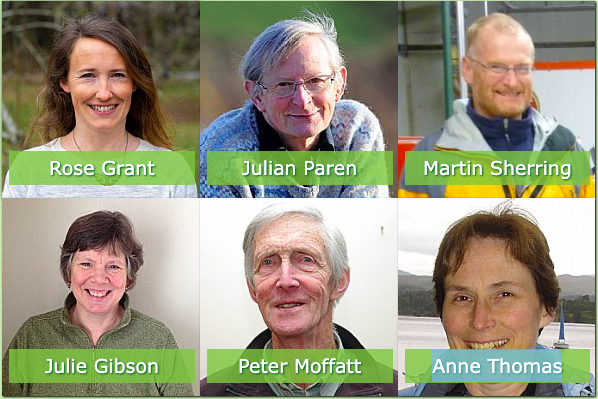 Rose Grant
Julian Paren
Martin Sherring
Julie Gibson
Peter Moffatt
Anne Thomas